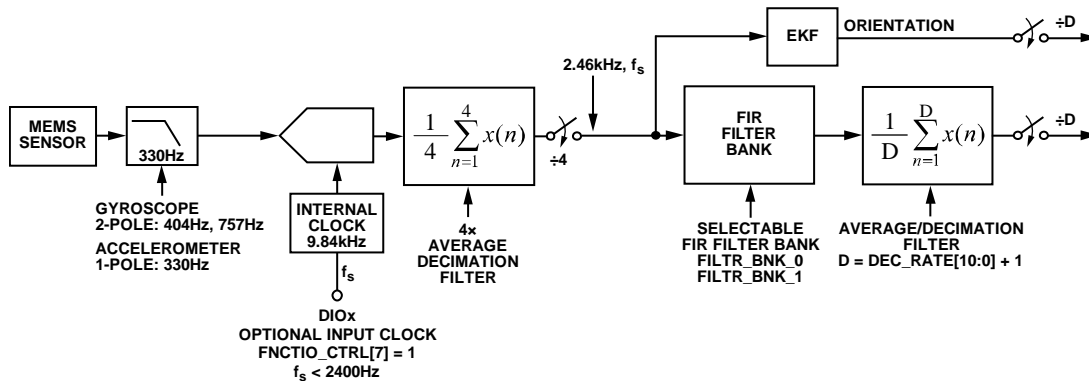 MEMS
SENSOR
330Hz
GYROSCOPE
2-POLE: 404Hz, 757Hz
ACCELEROMETER
1-POLE: 330Hz
INTERNAL
CLOCK
9.84kHz
fs
DIOx
OPTIONAL INPUT CLOCK
FNCTIO_CTRL[7] = 1
fs < 2400Hz
1/4 4∑n=1 x(n)
÷4
4×
AVERAGE
DECIMATION
FILTER
2.46kHz, fs
EKF
ORIENTATION
÷D
FIR
FILTER
BANK
SELECTABLE
FIR FILTER BANK
FILTR_BNK_0
FILTR_BNK_1
1/D D∑n=1 x(n)
÷D
AVERAGE/DECIMATION
FILTER
D = DEC_RATE[10:0] + 1